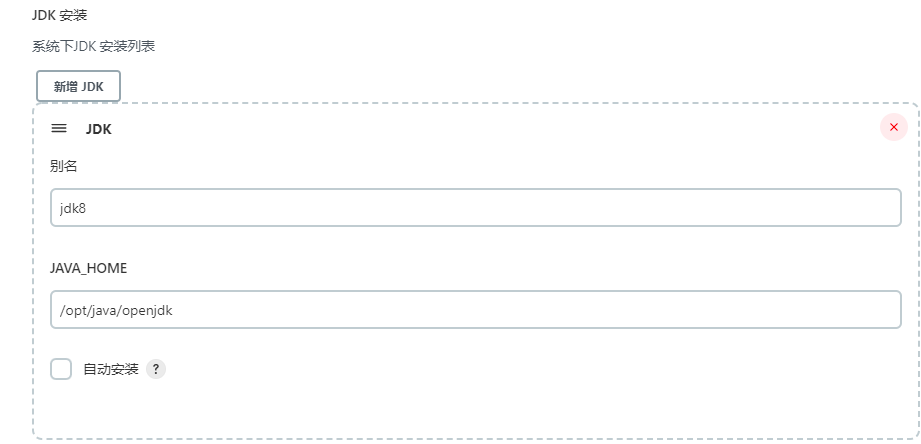 JDK 安装
系统下JDK 安装列表
新增 JDK
JDK
别名
jdk8
JAVA_HOME
/opt/java/openjdk
自动安装 ?